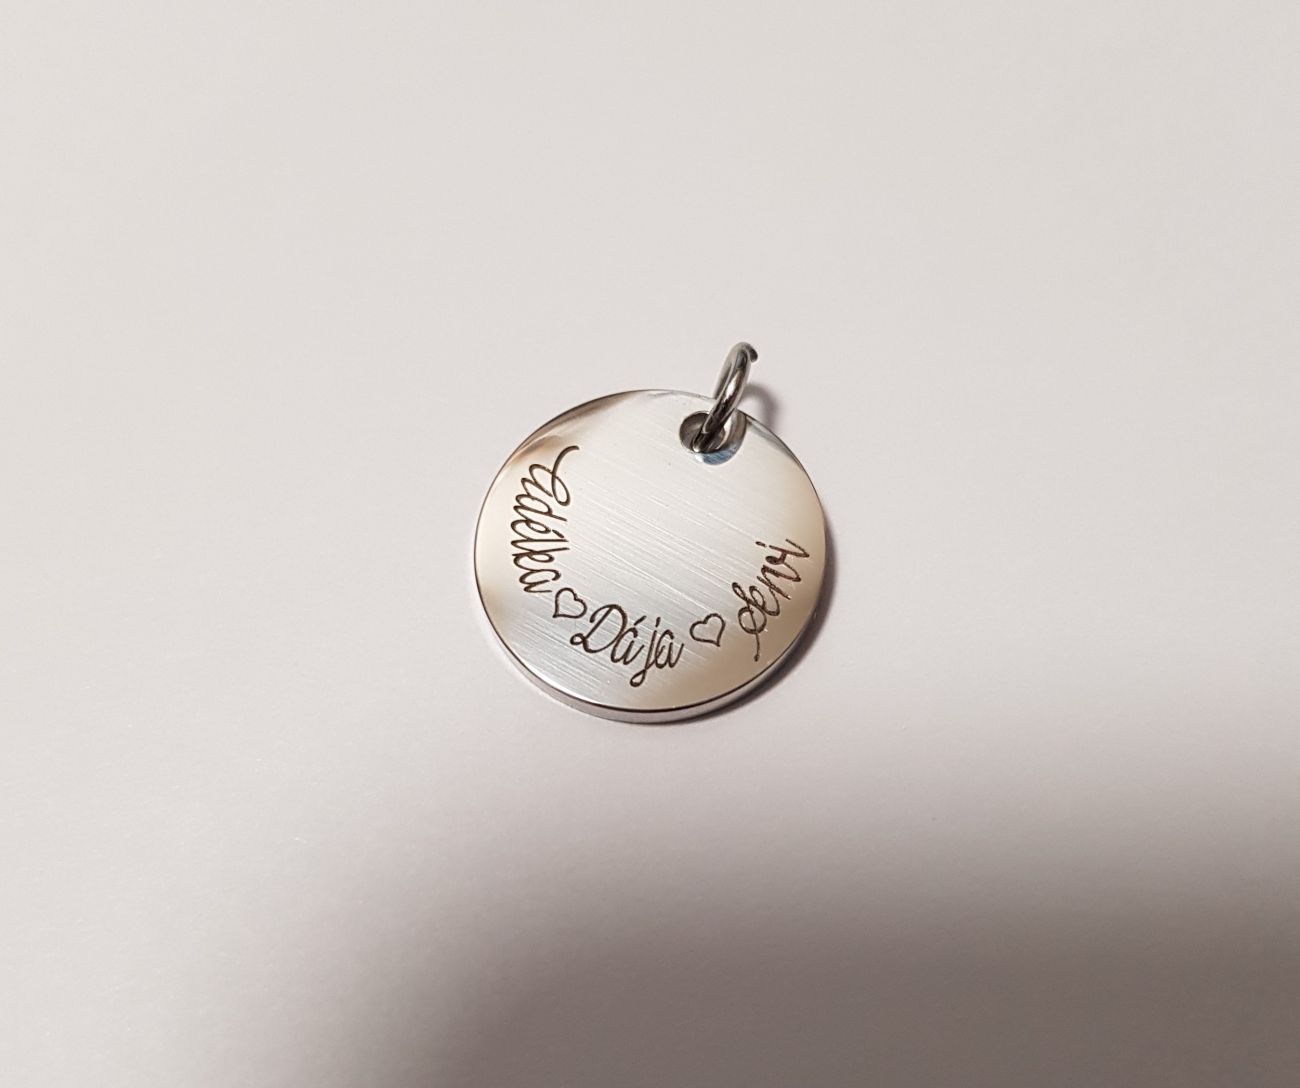 Adélka ♡ Dája ♡